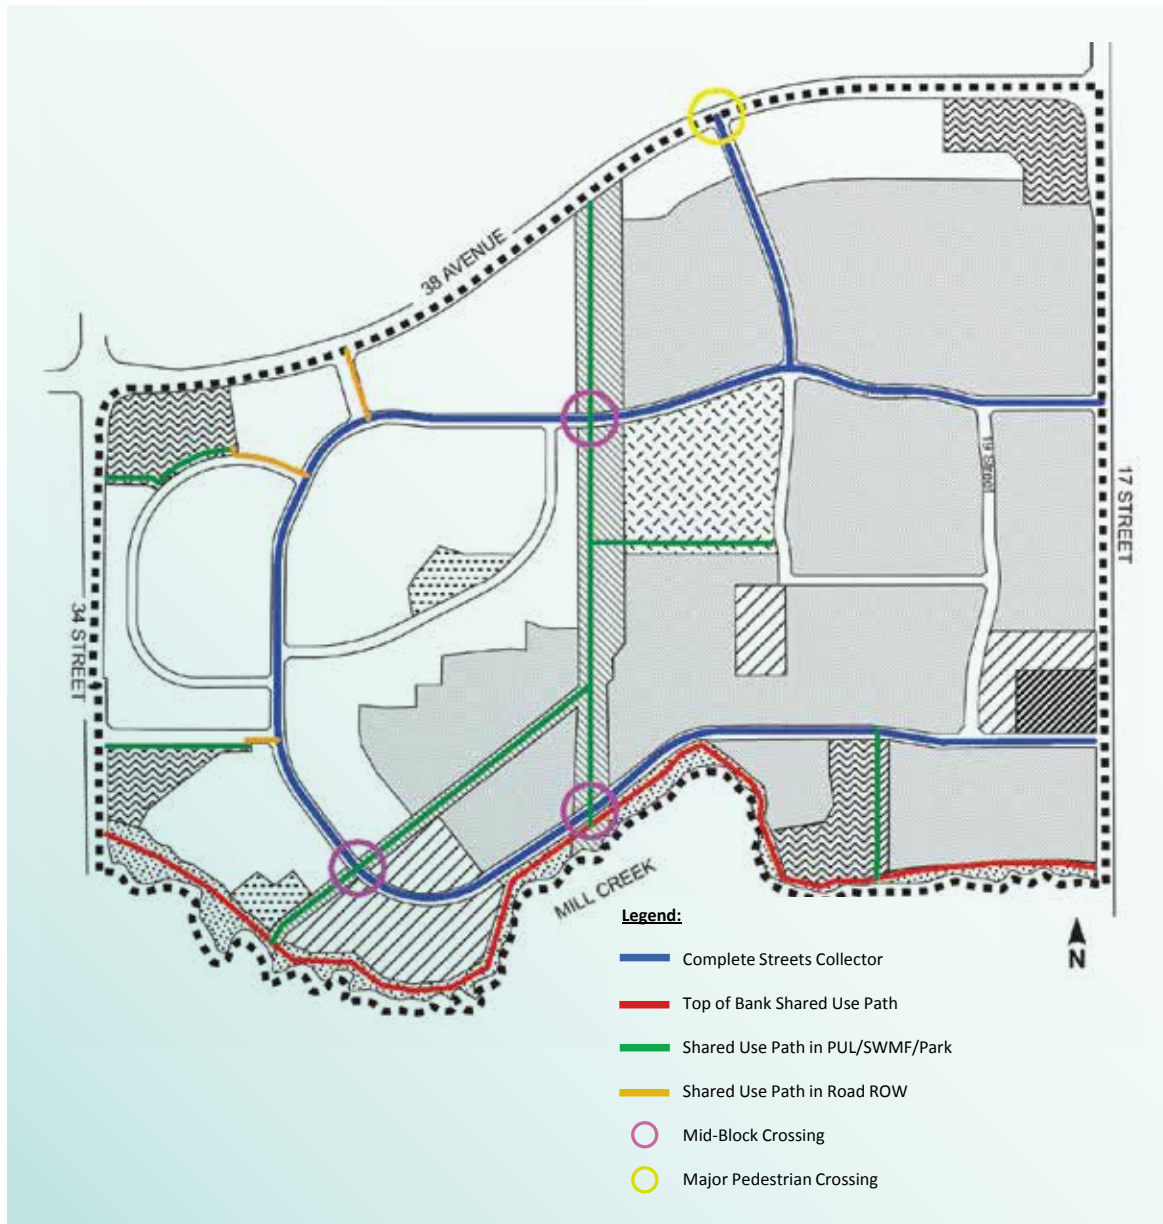 38 AVENUE
19 Street
17 STREET
34 STREET
MILL CREEK
N
Legend:
Complete Streets Collector
Top of Bank Shared Use Path
Shared Use Path in PUL/SWMF/Park
Shared Use Path in Road ROW
Mid-Block Crossing
Major Pedestrian Crossing